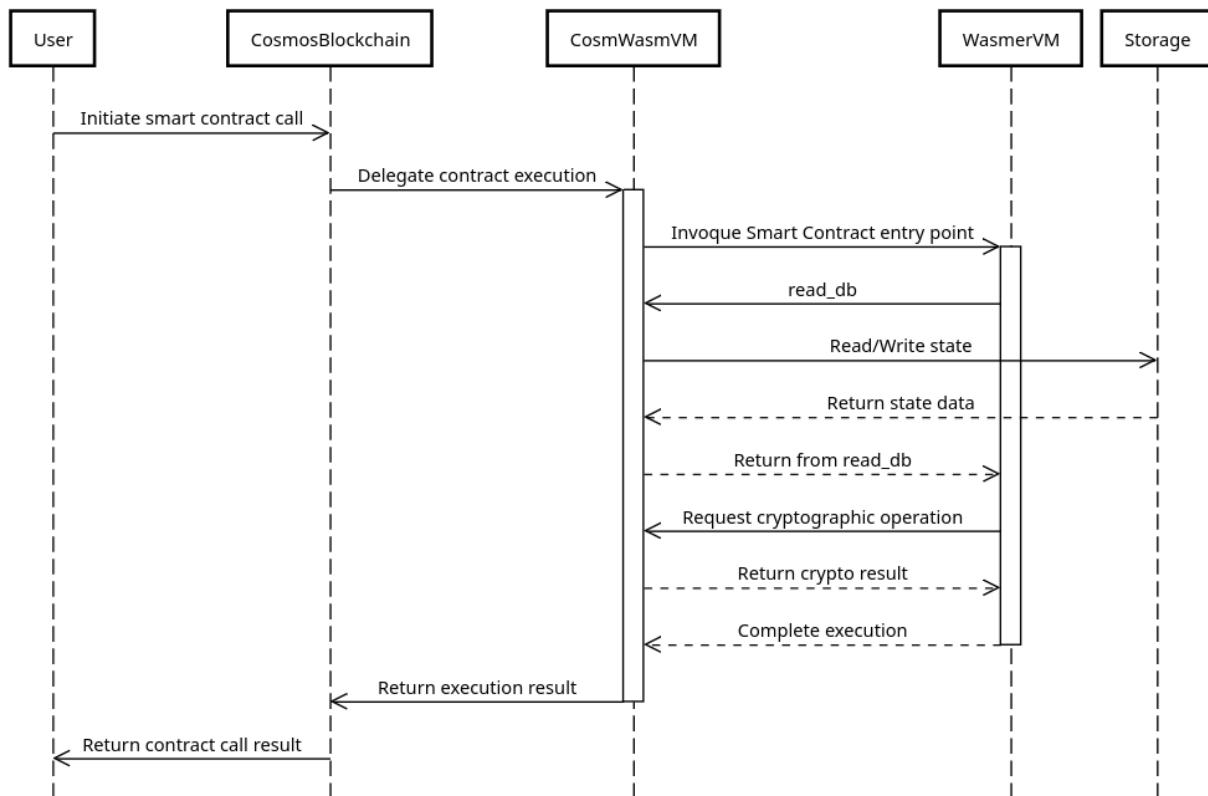 User
CosmosBlockchain
CosmWasmVM
WasmerVM
Storage
Initiate smart contract call
Delegate contract execution
Invoque Smart Contract entry point
read_db
Read/Write state
Return state data
Return from read_db
Request cryptographic operation
Return crypto result
Complete execution
Return execution result
Return contract call result